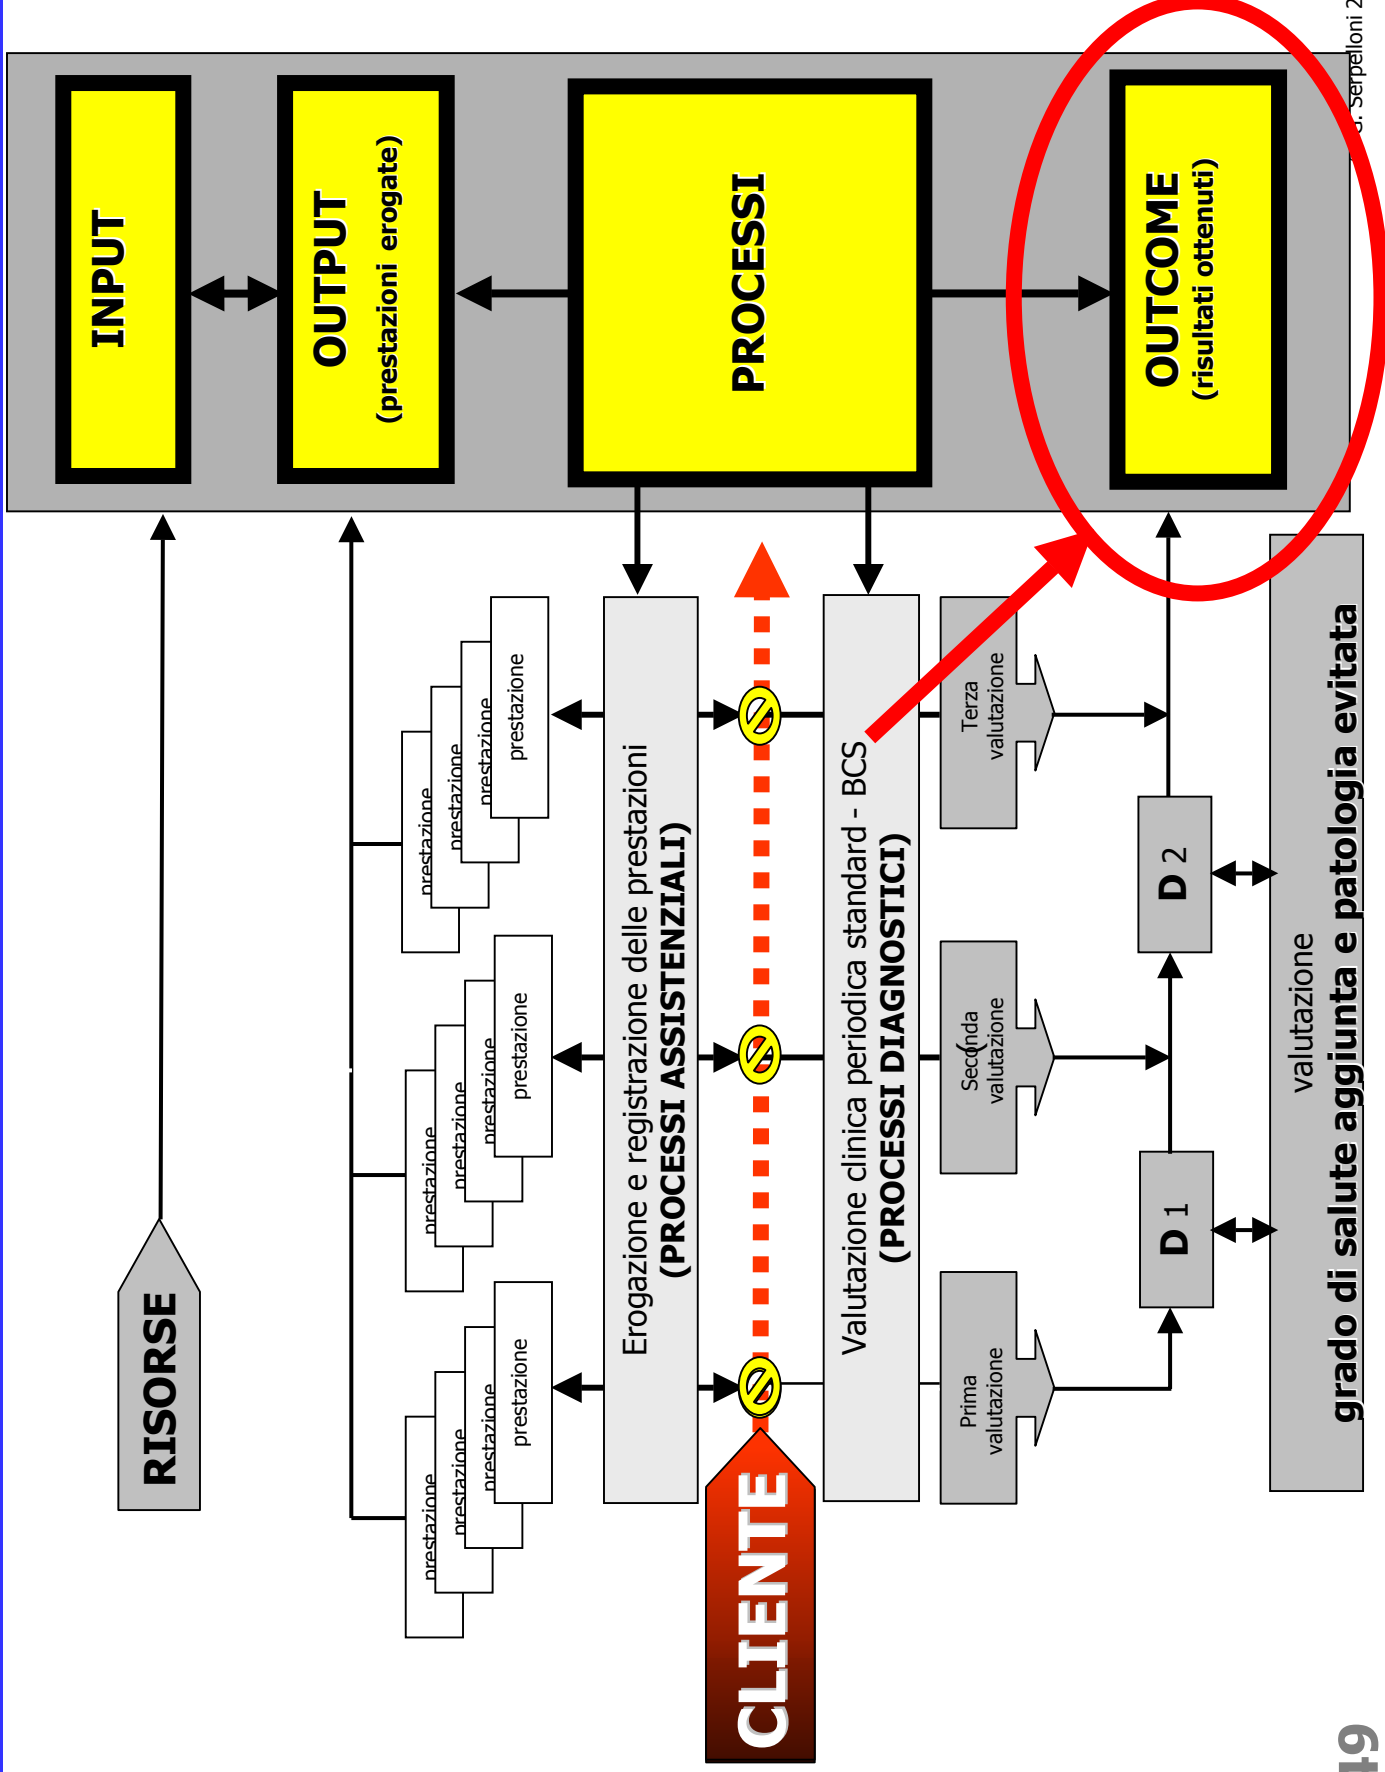 RISORSE
INPUT
OUTPUT
(prestazioni erogate)
prestazione
prestazione
prestazione
prestazione
prestazione
prestazione
prestazione
prestazione
prestazione
prestazione
prestazione
prestazione
Erogazione e registrazione delle prestazioni
(PROCESSI ASSISTENZIALI)
CLIENTE
PROCESSI
Valutazione clinica periodica standard - BCS
(PROCESSI DIAGNOSTICI)
Prima
valutazione
Seconda
valutazione
Terza
valutazione
D 1
D 2
OUTCOME
(risultati ottenuti)
valutazione
grado di salute aggiunta e patologia evitata
Serpelloni